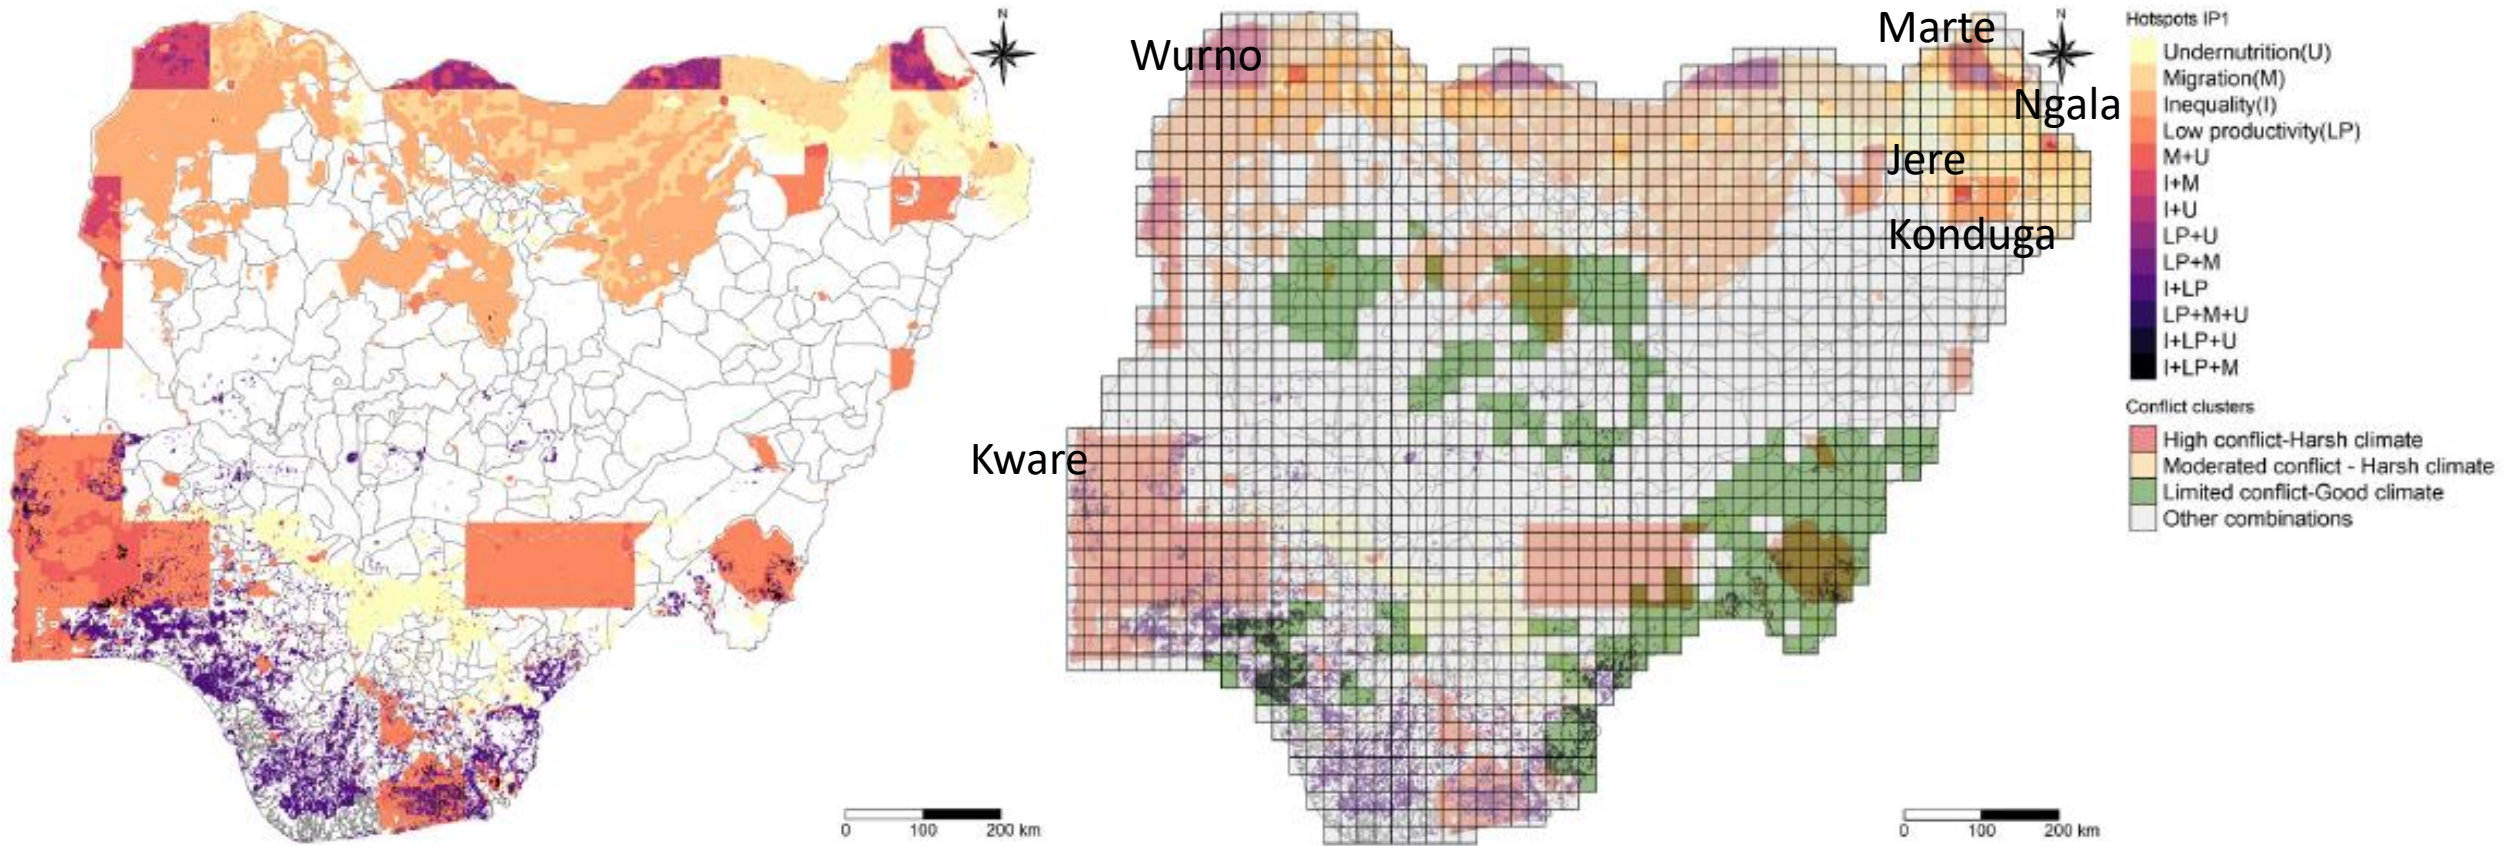 N
0 100 200 km
Wurno
Marte
N
Ngala
Jere
Konduga
Kware
0 100 200 km
Hotspots IP1
Undernutrition(U)
Migration(M)
Inequality(I)
Low productivity(LP)
M+U
I+M
I+U
LP+U
LP+M
I+LP
LP+M+U
I+LP+U
I+LP+M
Conflict clusters
High conflict-Harsh climate
Moderated conflict - Harsh climate
Limited conflict-Good climate
Other combinations